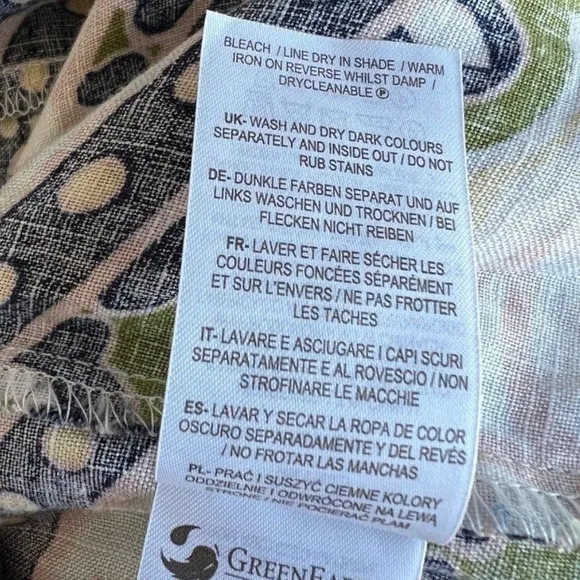 BLEACH / LINE DRY IN SHADE / WARM
IRON ON REVERSE WHILST DAMP /
DRYCLEANABLE Ⓟ
UK- WASH AND DRY DARK COLOURS
SEPARATELY AND INSIDE OUT / DO NOT
RUB STAINS
DE- DUNKLE FARBEN SEPARAT UND AUF
LINKS WASCHEN UND TROCKNEN / BEI
FLECKEN NICHT REIBEN
FR- LAVER ET FAIRE SÉCHER LES
COULEURS FONCÉES SÉPARÉMENT
ET SUR L'ENVERS / NE PAS FROTTER
LES TACHES
IT- LAVARE E ASCIUGARE I CAPI SCURI
SEPARATAMENTE E AL ROVESCIO / NON
STROFINARE LE MACCHIE
ES- LAVAR Y SECAR LA ROPA DE COLOR
OSCURO SEPARADAMENTE Y DEL REVÉS
/ NO FROTAR LAS MANCHAS
PL- PRAĆ I SUSZYĆ CIEMNE KOLORY
ODDZIELNIE I ODWRÓCONE NA LEWĄ
STRONĘ / NIE POCIERAĆ PLAM